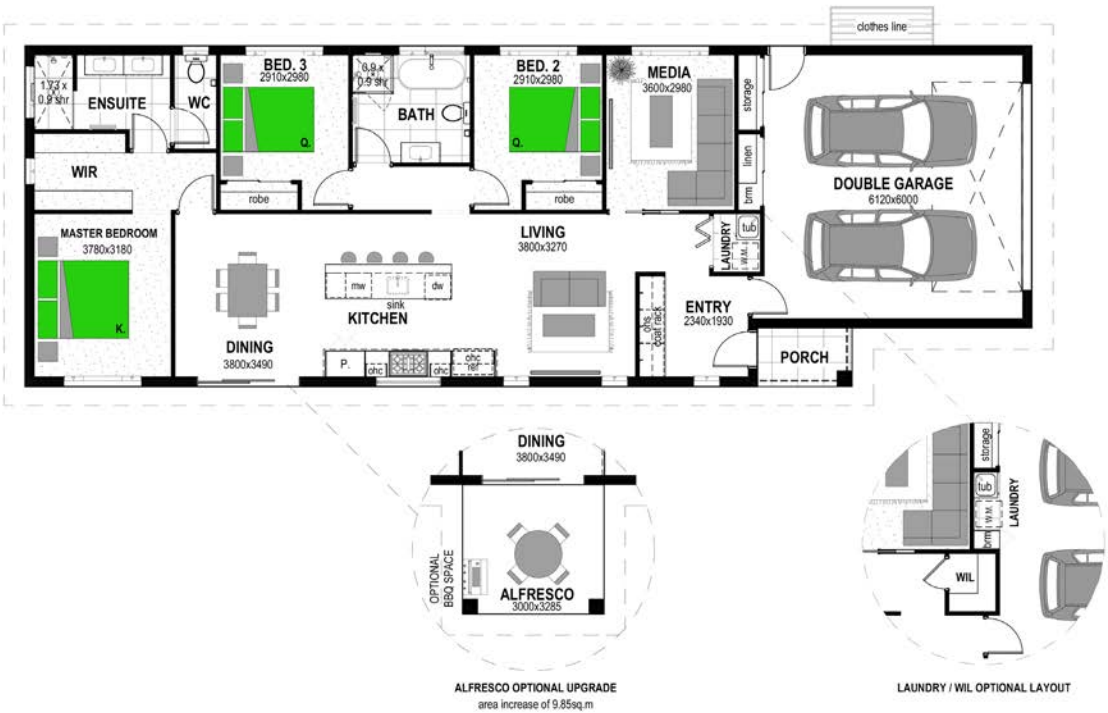 clothes line
1.73 x
0.9 shr
ENSUITE
WC
BED. 3
2910x2980
Q.
0.9 x
0.9 shr
BATH
BED. 2
2910x2980
Q.
MEDIA
3600x2980
storage
linen
brm
DOUBLE GARAGE
6120x6000
WIR
robe
robe
MASTER BEDROOM
3780x3180
K.
LIVING
3800x3270
LAUNDRY
tub
W.M.
mw
sink
dw
KITCHEN
DINING
3800x3490
P.
ohc
ohc
ohc
ref
ohs
coat rack
ENTRY
2340x1930
PORCH
DINING
3800x3490
OPTIONAL
BBQ SPACE
ALFRESCO
3000x3285
ALFRESCO OPTIONAL UPGRADE
area increase of 9.85sq.m
storage
tub
W.M.
brm
LAUNDRY
WIL
LAUNDRY / WIL OPTIONAL LAYOUT